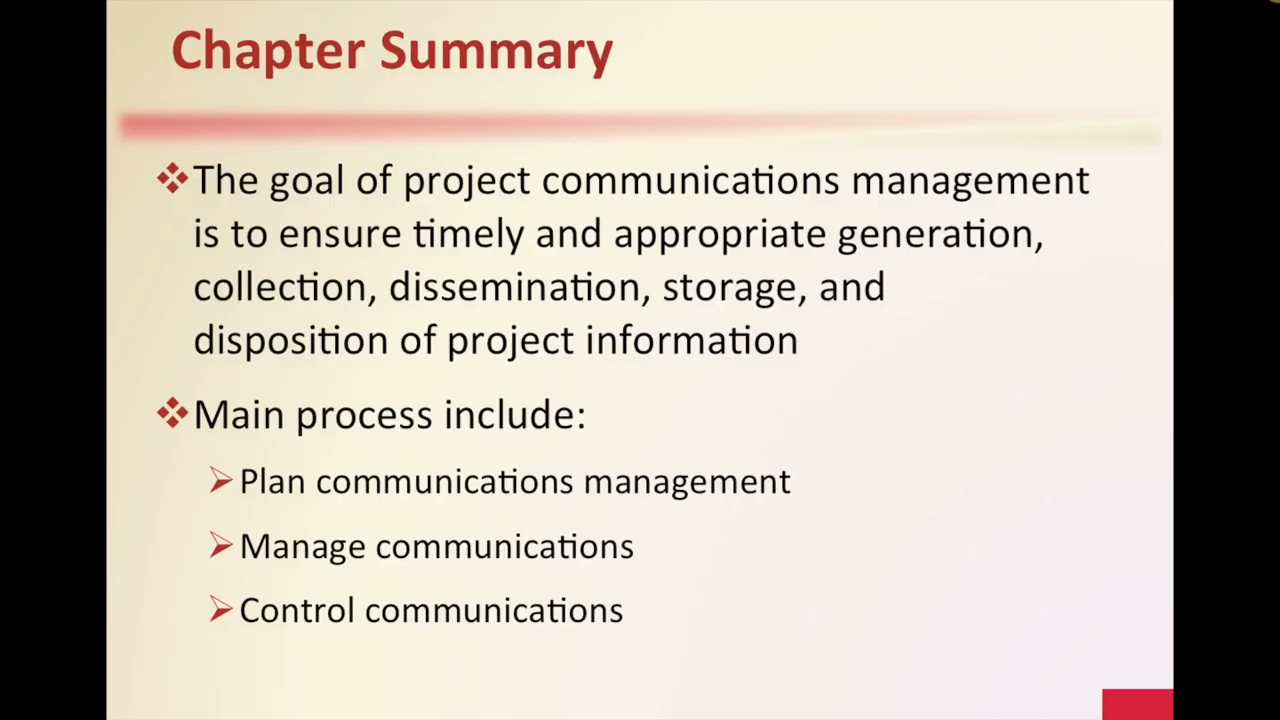 Chapter Summary
The goal of project communications management
is to ensure timely and appropriate generation,
collection, dissemination, storage, and
disposition of project information
Main process include:
Plan communications management
Manage communications
Control communications